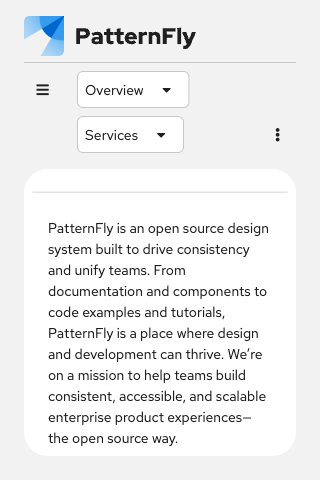 PatternFly
Overview
Services
PatternFly is an open source design
system built to drive consistency
and unify teams. From
documentation and components to
code examples and tutorials,
PatternFly is a place where design
and development can thrive. We’re
on a mission to help teams build
consistent, accessible, and scalable
enterprise product experiences—
the open source way.